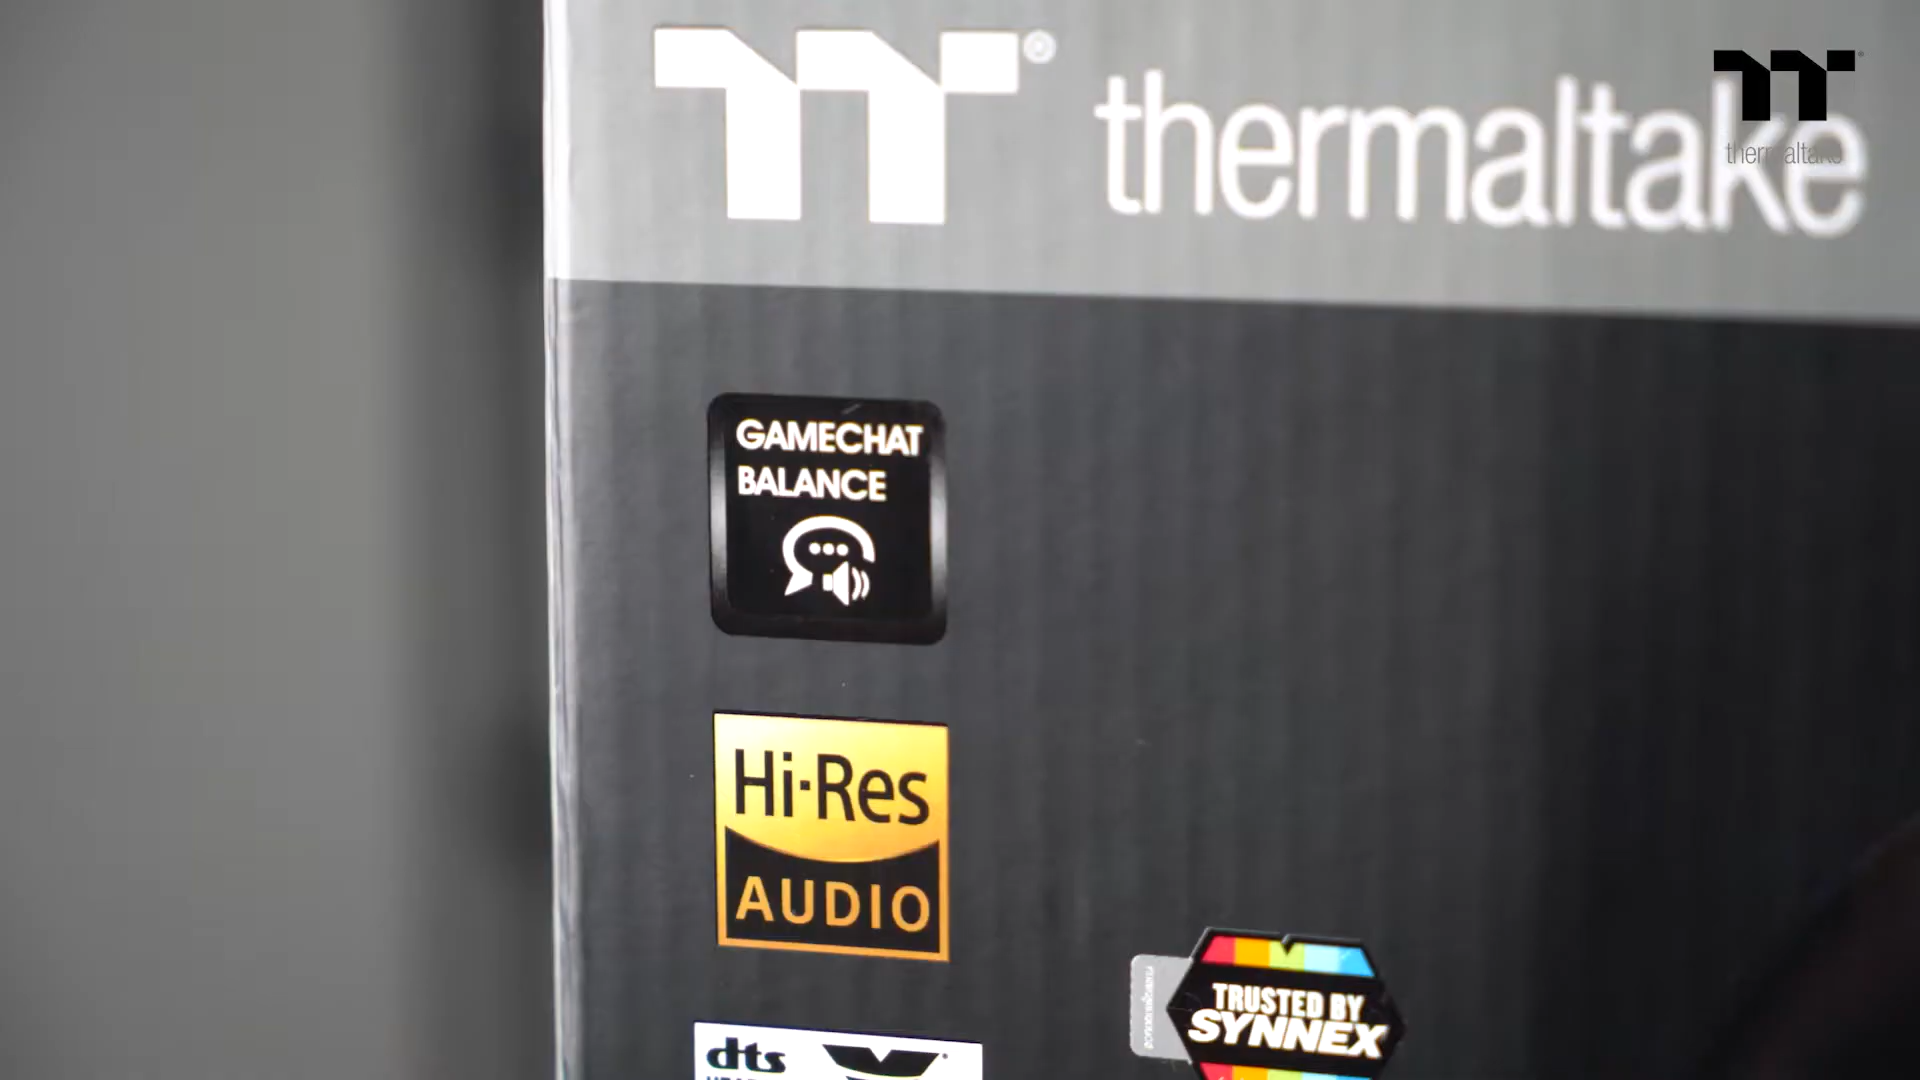 thermaltake
thermaltake
GAMECHAT
BALANCE
Hi-Res
AUDIO
TRUSTED BY
SYNNEX
dts